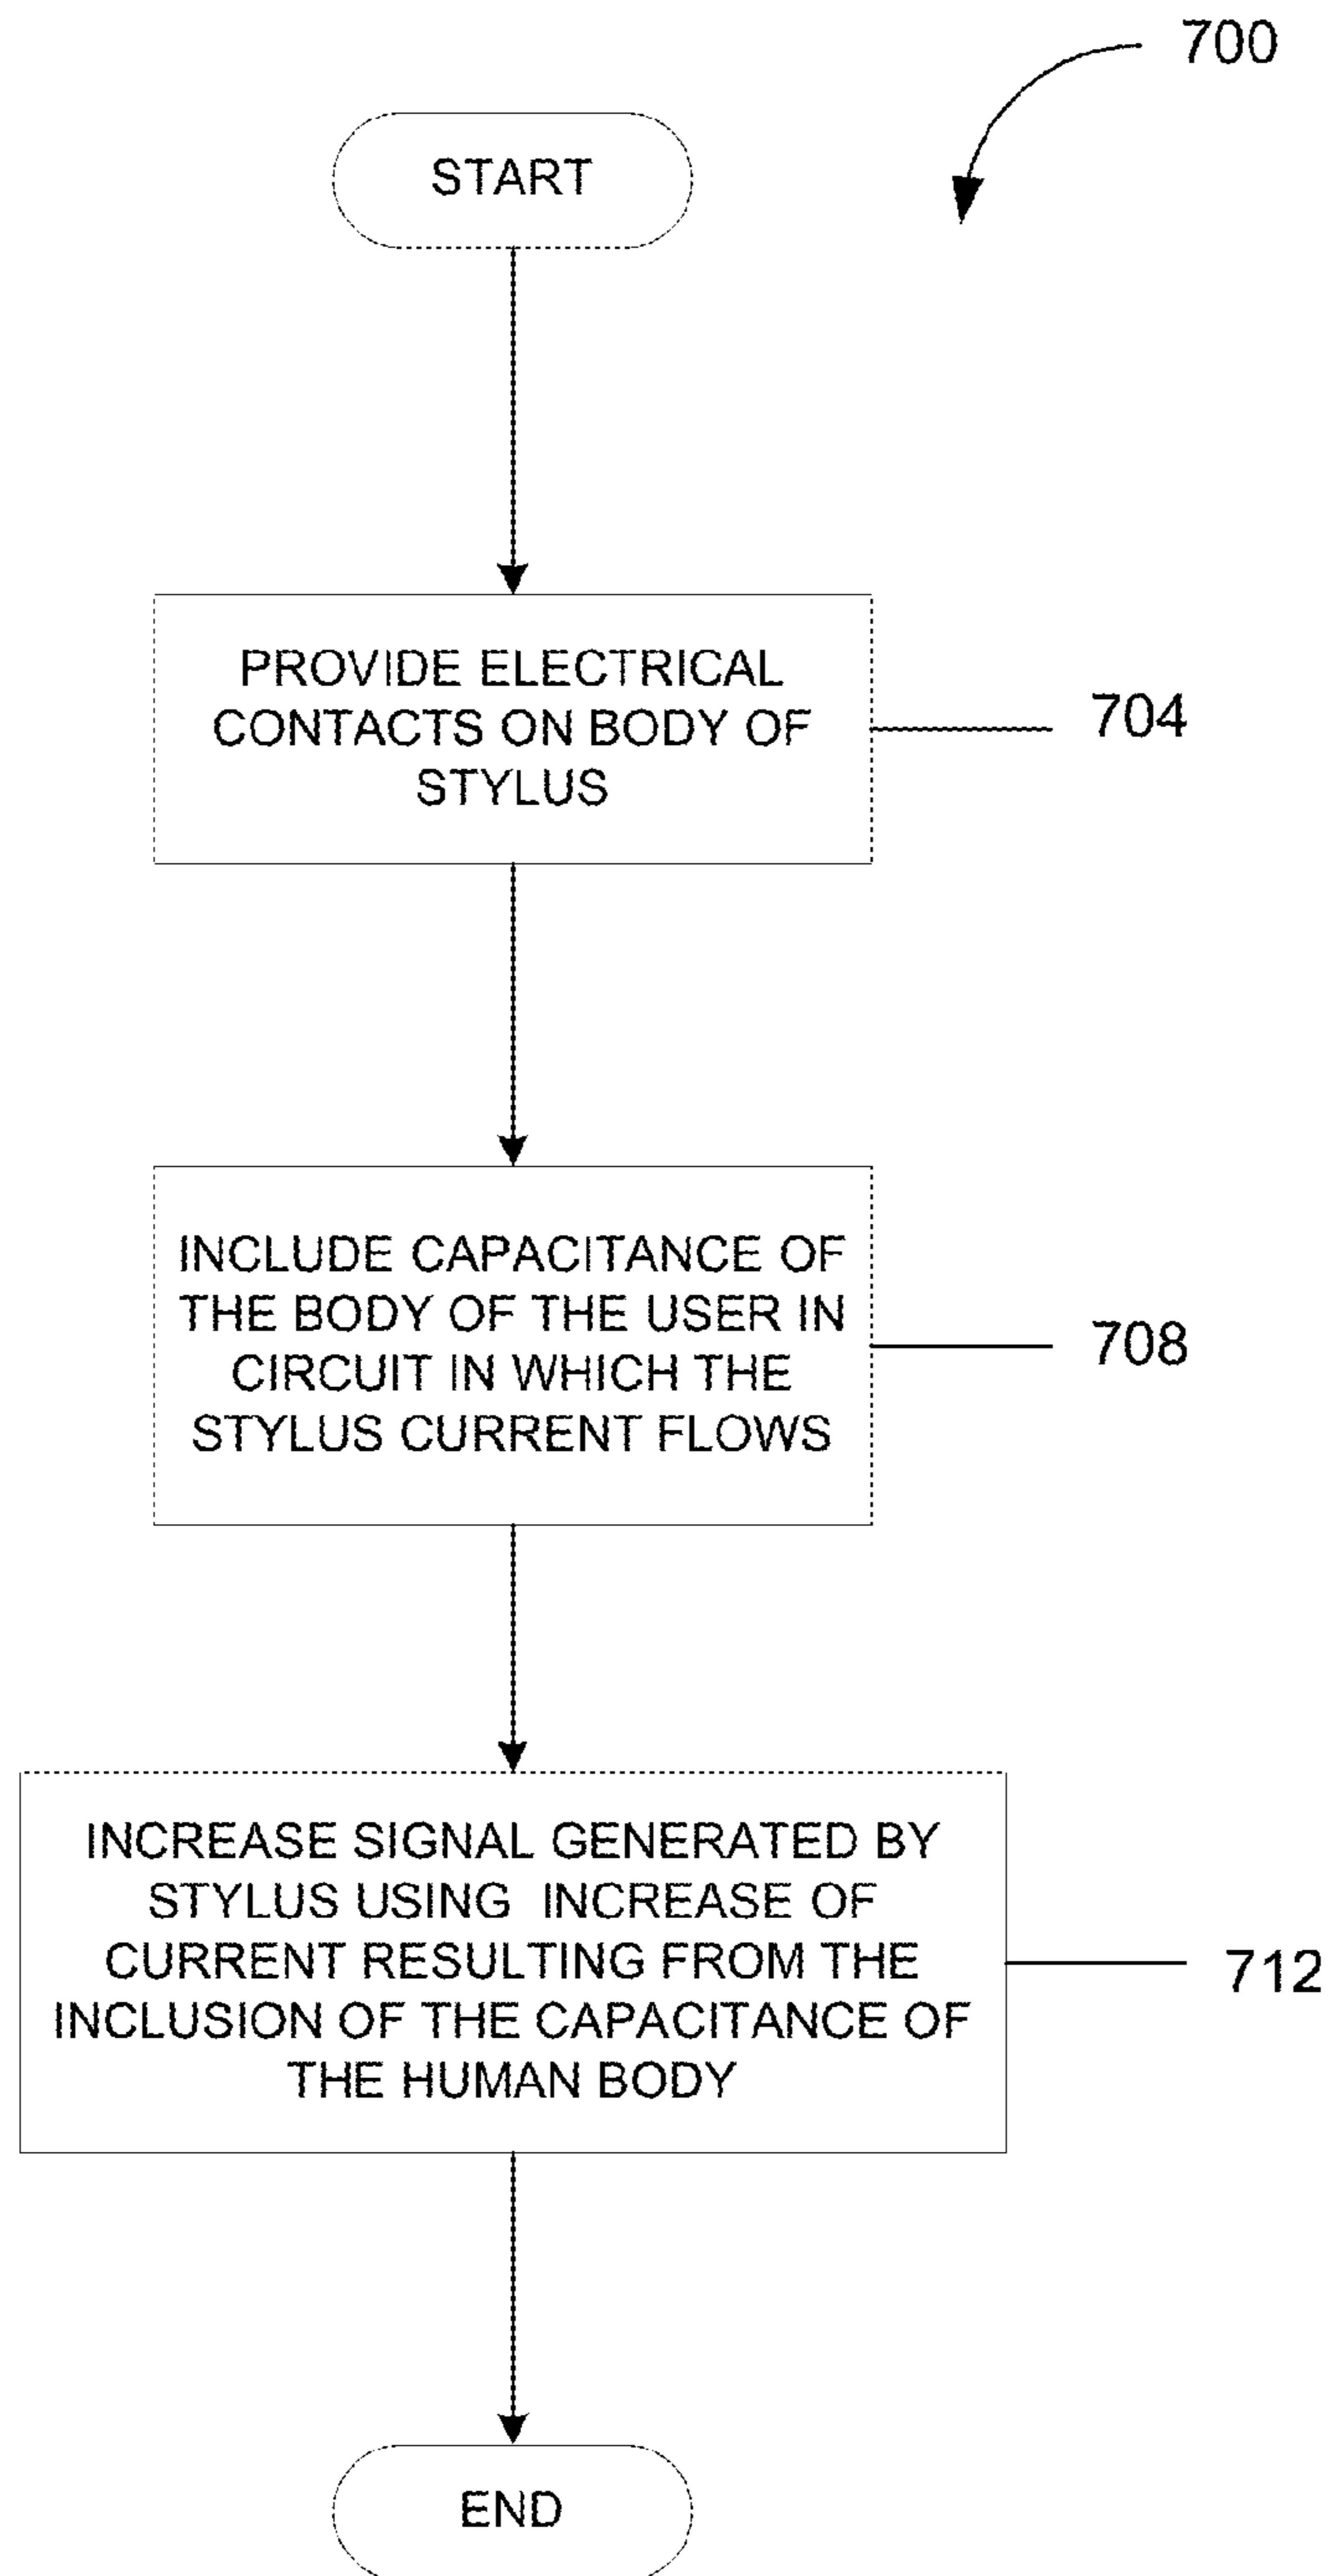 700
START
PROVIDE ELECTRICAL
CONTACTS ON BODY OF
STYLUS
704
INCLUDE CAPACITANCE OF
THE BODY OF THE USER IN
CIRCUIT IN WHICH THE
STYLUS CURRENT FLOWS
708
INCREASE SIGNAL GENERATED BY
STYLUS USING INCREASE OF
CURRENT RESULTING FROM THE
INCLUSION OF THE CAPACITANCE OF
THE HUMAN BODY
712
END